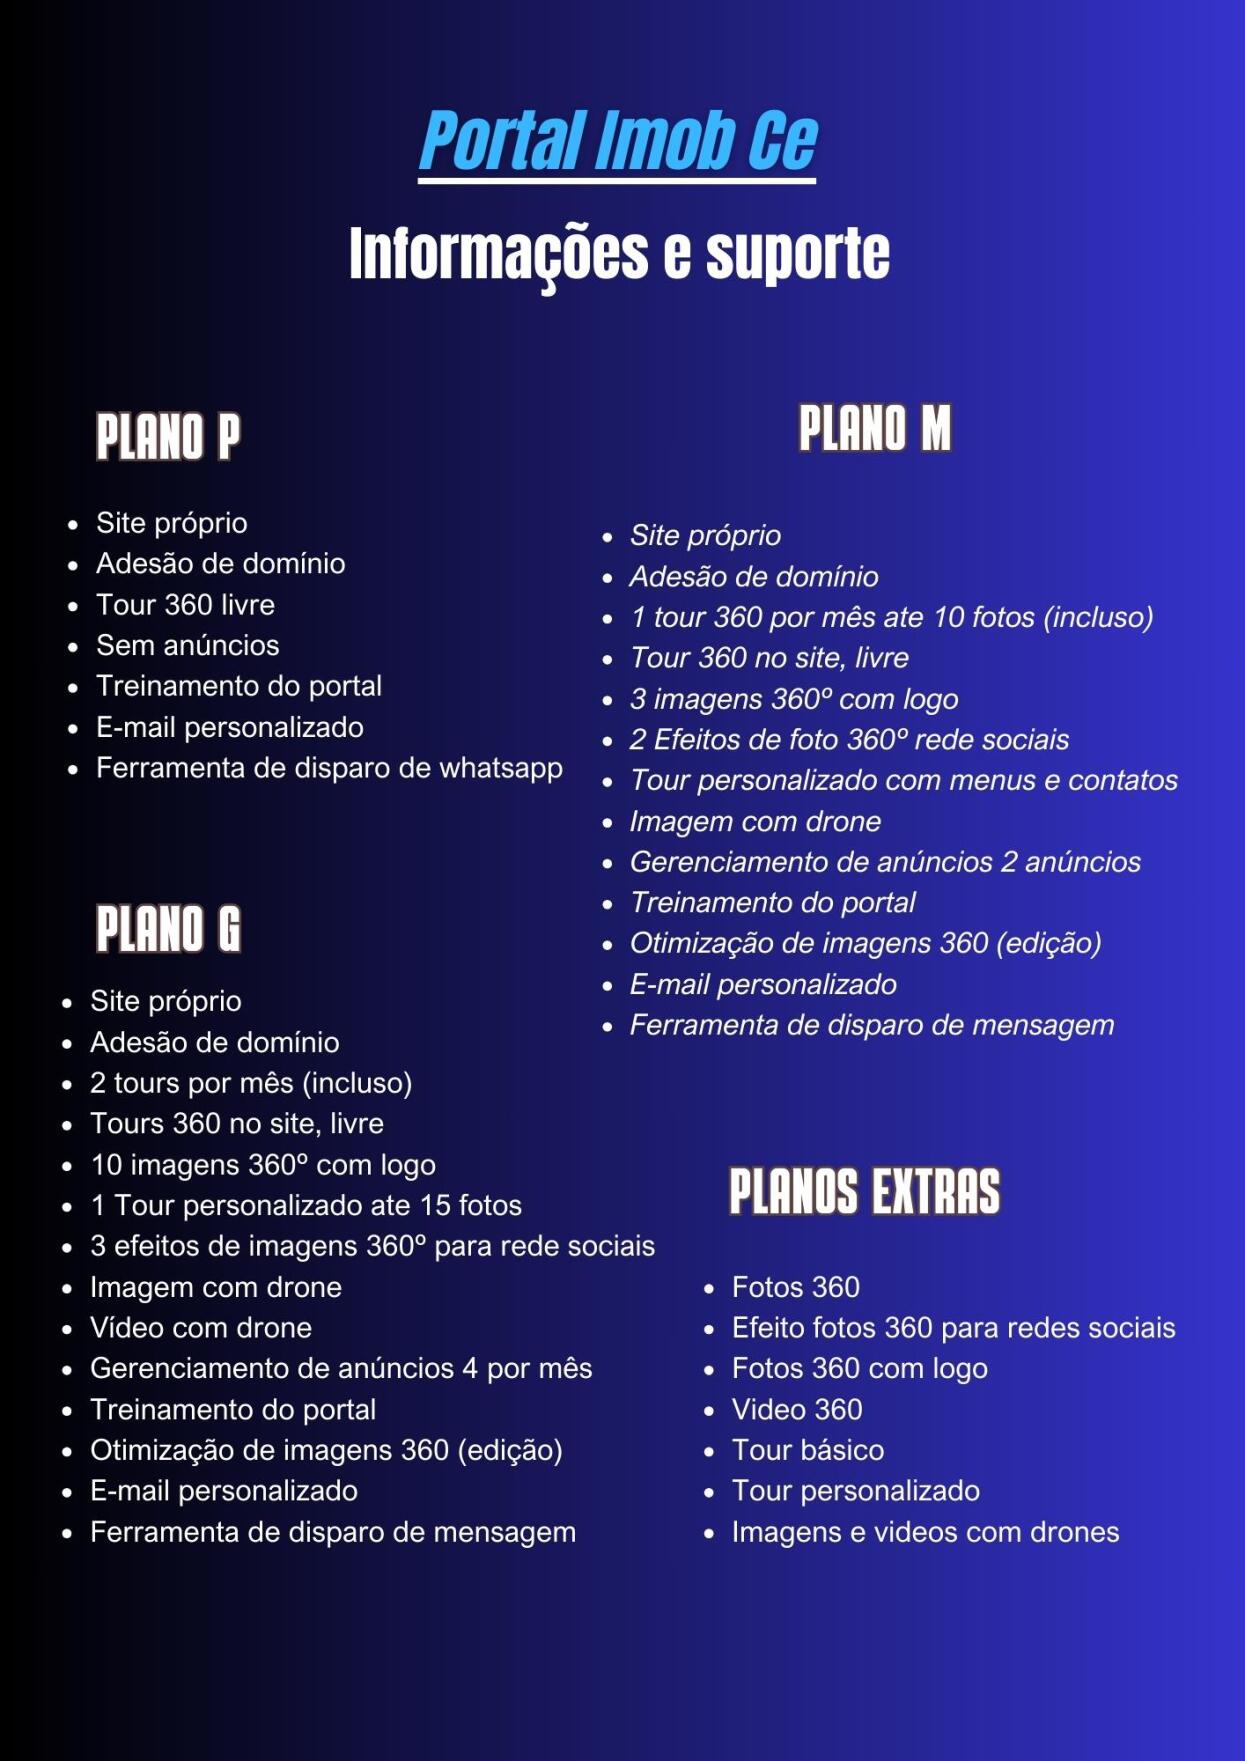 Portal Imob Ce
Informações e suporte
PLANO P
Site próprio
Adesão de domínio
Tour 360 livre
Sem anúncios
Treinamento do portal
E-mail personalizado
Ferramenta de disparo de whatsapp
PLANO M
Site próprio
Adesão de domínio
1 tour 360 por mês ate 10 fotos (incluso)
Tour 360 no site, livre
3 imagens 360º com logo
2 Efeitos de foto 360º rede sociais
Tour personalizado com menus e contatos
Imagem com drone
Gerenciamento de anúncios 2 anúncios
Treinamento do portal
Otimização de imagens 360 (edição)
E-mail personalizado
Ferramenta de disparo de mensagem
PLANO G
Site próprio
Adesão de domínio
2 tours por mês (incluso)
Tours 360 no site, livre
10 imagens 360º com logo
1 Tour personalizado ate 15 fotos
3 efeitos de imagens 360º para rede sociais
Imagem com drone
Vídeo com drone
Gerenciamento de anúncios 4 por mês
Treinamento do portal
Otimização de imagens 360 (edição)
E-mail personalizado
Ferramenta de disparo de mensagem
PLANOS EXTRAS
Fotos 360
Efeito fotos 360 para redes sociais
Fotos 360 com logo
Video 360
Tour básico
Tour personalizado
Imagens e videos com drones